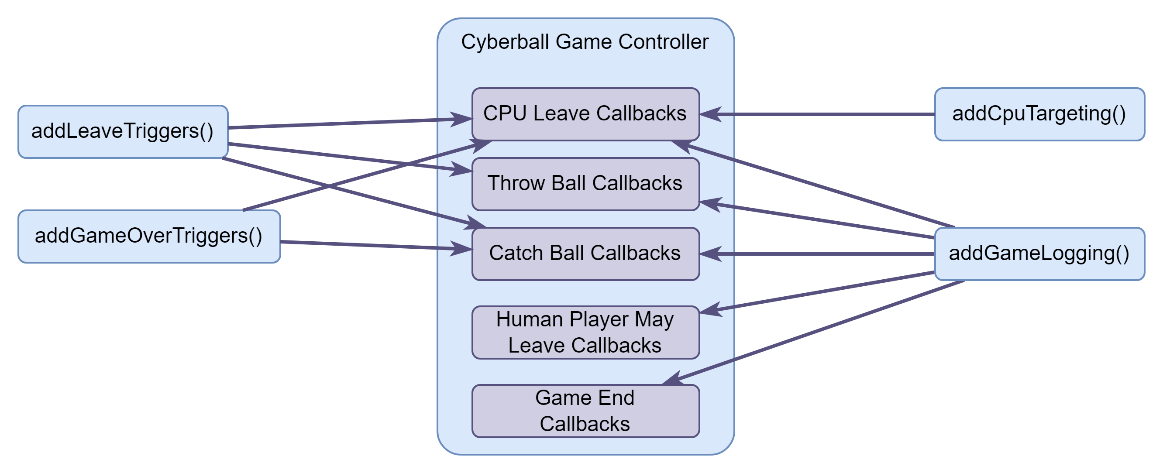 Cyberball Game Controller
addLeaveTriggers()
addGameOverTriggers()
CPU Leave Callbacks
Throw Ball Callbacks
Catch Ball Callbacks
Human Player May
Leave Callbacks
Game End
Callbacks
addCpuTargeting()
addGameLogging()